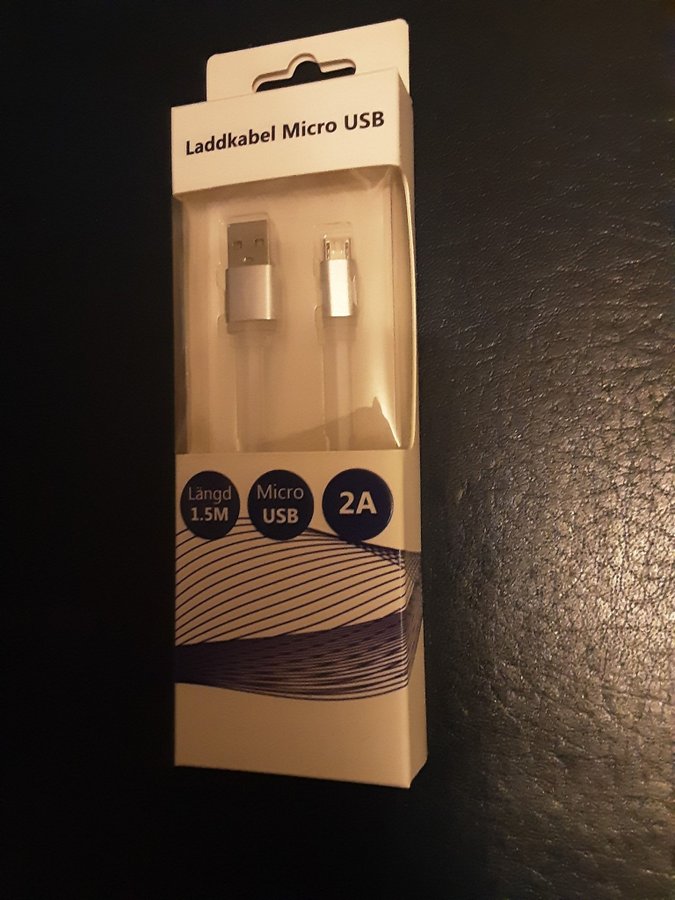 Laddkabel Micro USB
Längd
1.5M
Micro
USB
2A